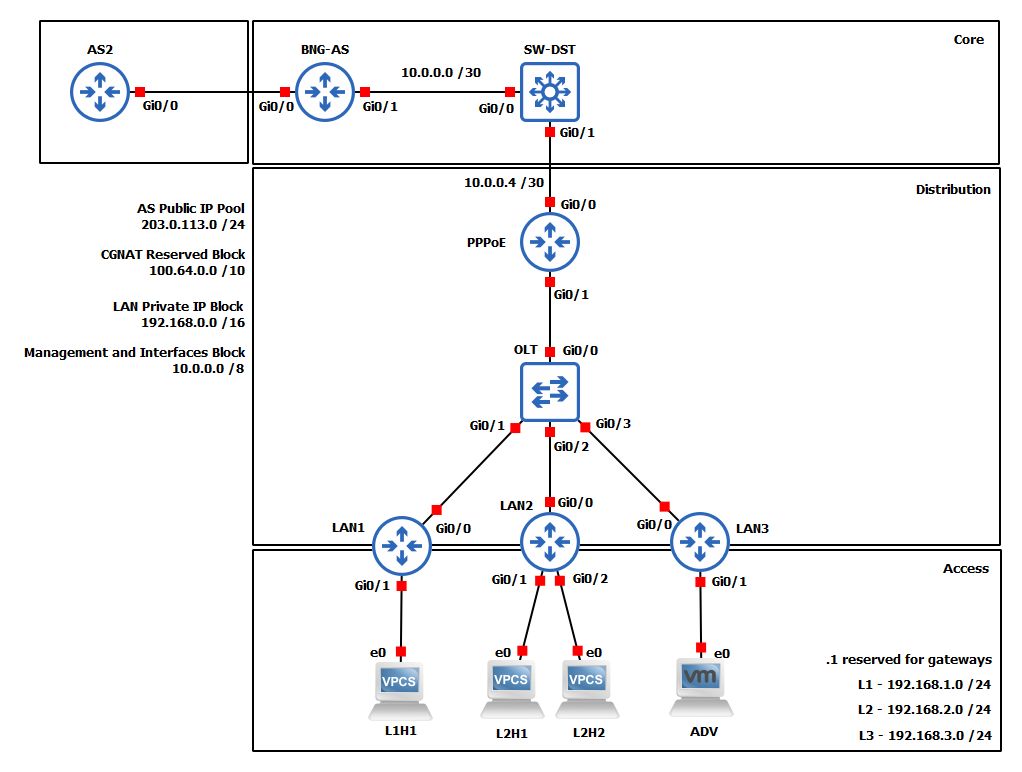 AS2
BNG-AS
SW-DST
Core
10.0.0.0 /30
Gi0/0
Gi0/0
Gi0/1
Gi0/0
Gi0/1
10.0.0.4 /30
Distribution
Gi0/0
AS Public IP Pool
203.0.113.0 /24
PPPoE
CGNAT Reserved Block
100.64.0.0 /10
Gi0/1
LAN Private IP Block
192.168.0.0 /16
Management and Interfaces Block
10.0.0.0 /8
OLT
Gi0/0
Gi0/1
Gi0/3
Gi0/2
LAN1
Gi0/0
LAN2
Gi0/0
Gi0/0
LAN3
Access
Gi0/1
Gi0/1
Gi0/2
Gi0/1
e0
e0
e0
e0
VPCS
VPCS
VPCS
vm
L1H1
L2H1
L2H2
ADV
.1 reserved for gateways
L1 - 192.168.1.0 /24
L2 - 192.168.2.0 /24
L3 - 192.168.3.0 /24